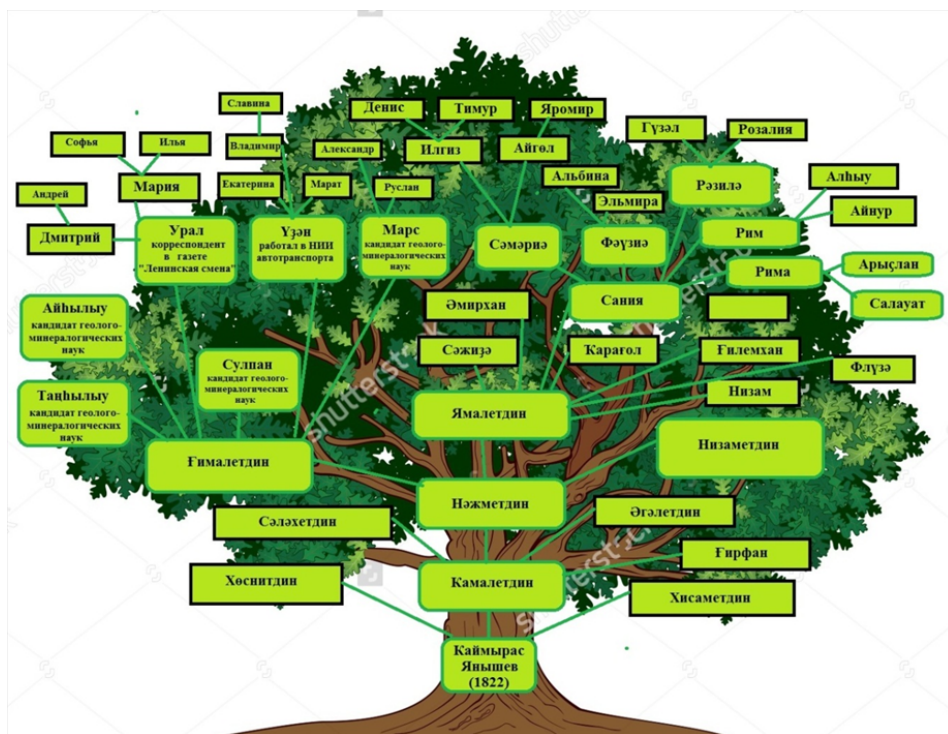 Славина
Денис
Тимур
Яромир
Софья
Илья
Владимир
Александр
Илгиз
Айгөл
Гүзәл
Розалия
Андрей
Мария
Екатерина
Марат
Руслан
Альбина
Эльмира
Рәзилә
Алһыу
Айнур
Дмитрий
Урал
корреспондент
в газете
"Ленинская смена"
Үҙән
работал в НИИ
автотранспорта
Марс
кандидат геолого-
минералогических
наук
Сәмәриә
Фәүзиә
Рим
Рима
Арыҫлан
Салауат
Сания
Айһылыу
кандидат геолого-
минералогических
наук
Әмирхан
Сәжиҙә
Ҡарағол
Ғилемхан
Флүзә
Сулпан
кандидат геолого-
минералогических
наук
Таңһылыу
кандидат геолого-
минералогических
наук
Ямалетдин
Низам
Низаметдин
Ғималетдин
Нәжметдин
Сәләхетдин
Әгәлетдин
Хөснитдин
Камалетдин
Ғирфан
Хисаметдин
Каймырас
Янышев
(1822)
shutterstock